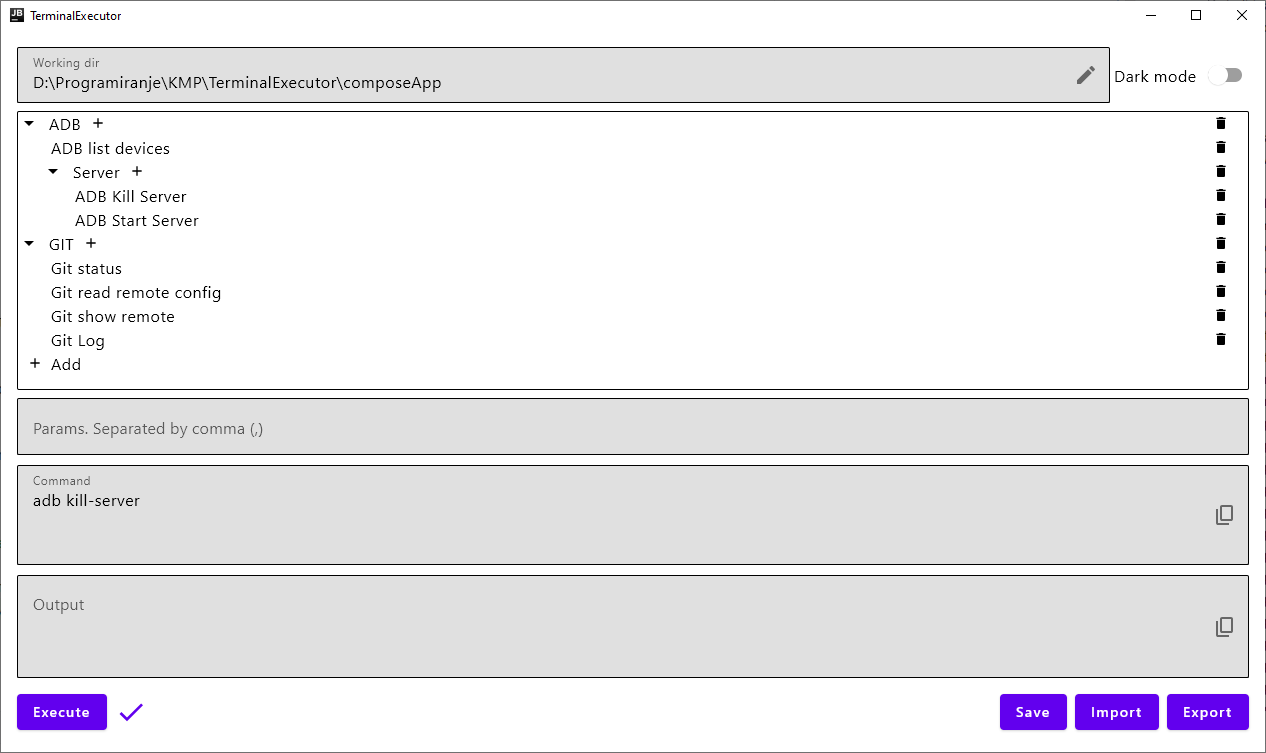 JB
TerminalExecutor
Working dir
D:\Programiranje\KMP\TerminalExecutor\composeApp
Dark mode
ADB +
ADB list devices
Server +
ADB Kill Server
ADB Start Server
GIT +
Git status
Git read remote config
Git show remote
Git Log
+ Add
Params. Separated by comma (,)
Command
adb kill-server
Output
Execute
Save
Import
Export